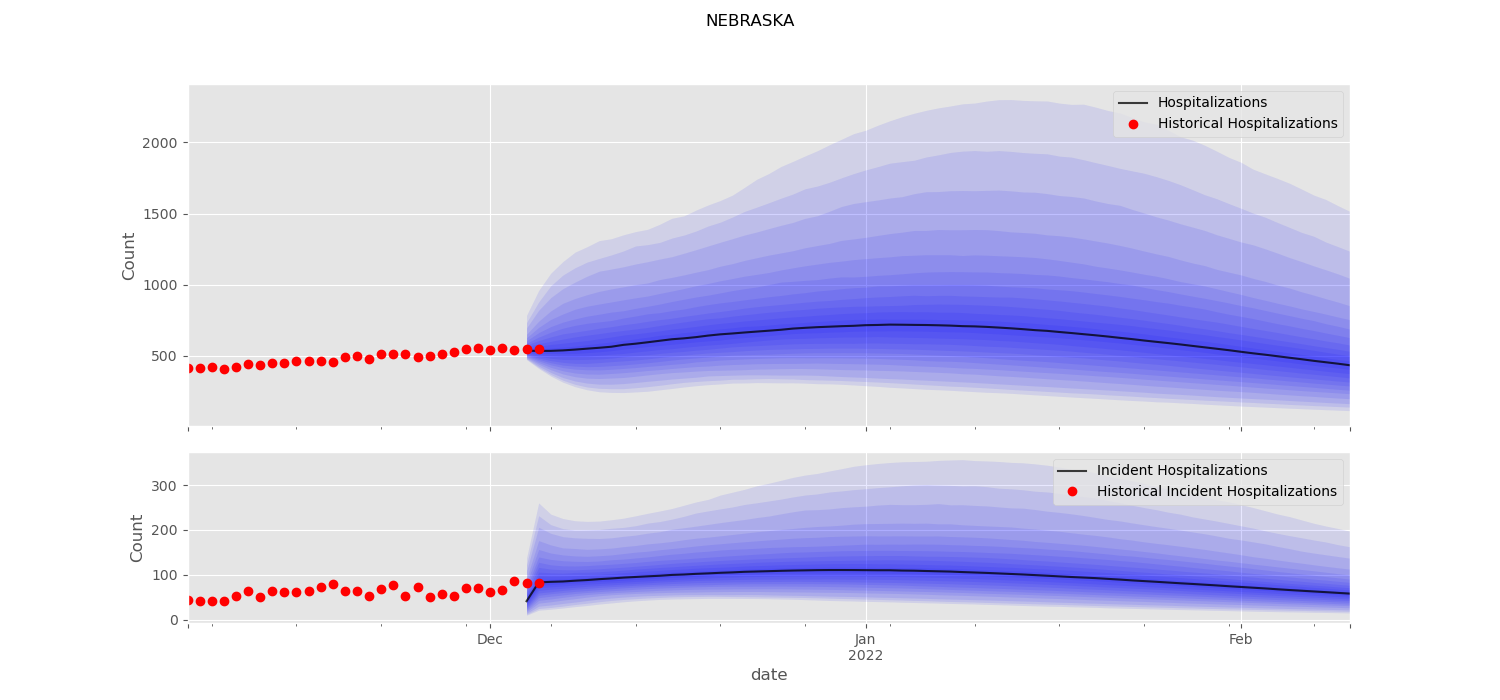 NEBRASKA
Hospitalizations
Historical Hospitalizations
2000
1500
1000
500
Count
Incident Hospitalizations
Historical Incident Hospitalizations
300
200
100
0
Count
Dec
Jan
2022
Feb
date